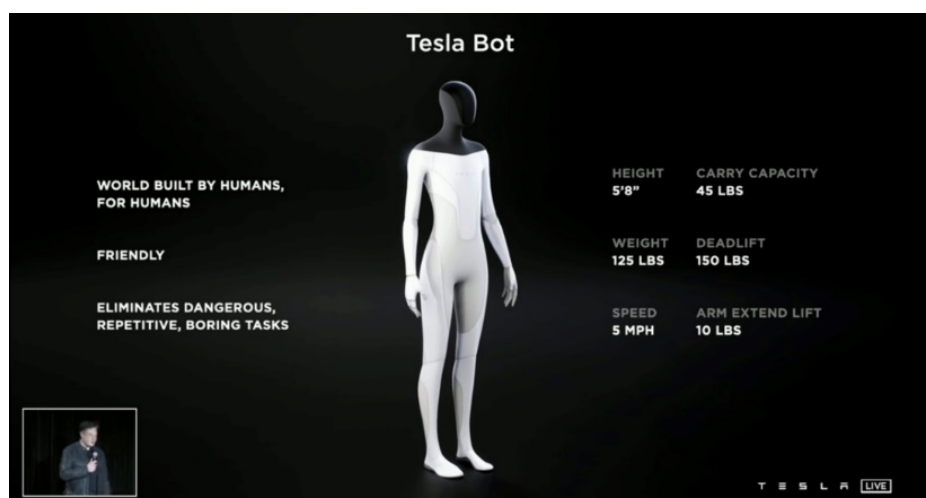 Tesla Bot
WORLD BUILT BY HUMANS,
FOR HUMANS
FRIENDLY
ELIMINATES DANGEROUS,
REPETITIVE, BORING TASKS
HEIGHT
5'8”
CARRY CAPACITY
45 LBS
WEIGHT
125 LBS
DEADLIFT
150 LBS
SPEED
5 MPH
ARM EXTEND LIFT
10 LBS
TESLA LIVE